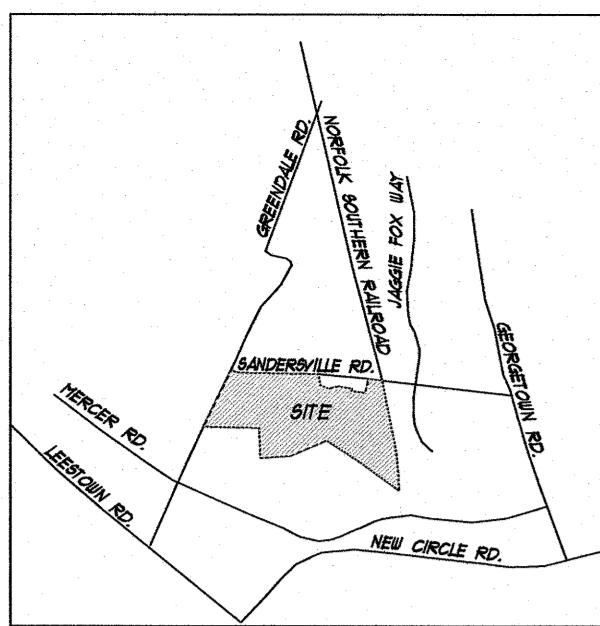 GREENDALE RD.
NORFOLK SOUTHERN RAILROAD
JAGGIE FOX WAY
GEORGETOWN RD.
SANDERSVILLE RD.
SITE
MERCER RD.
LEESTOWN RD.
NEW CIRCLE RD.